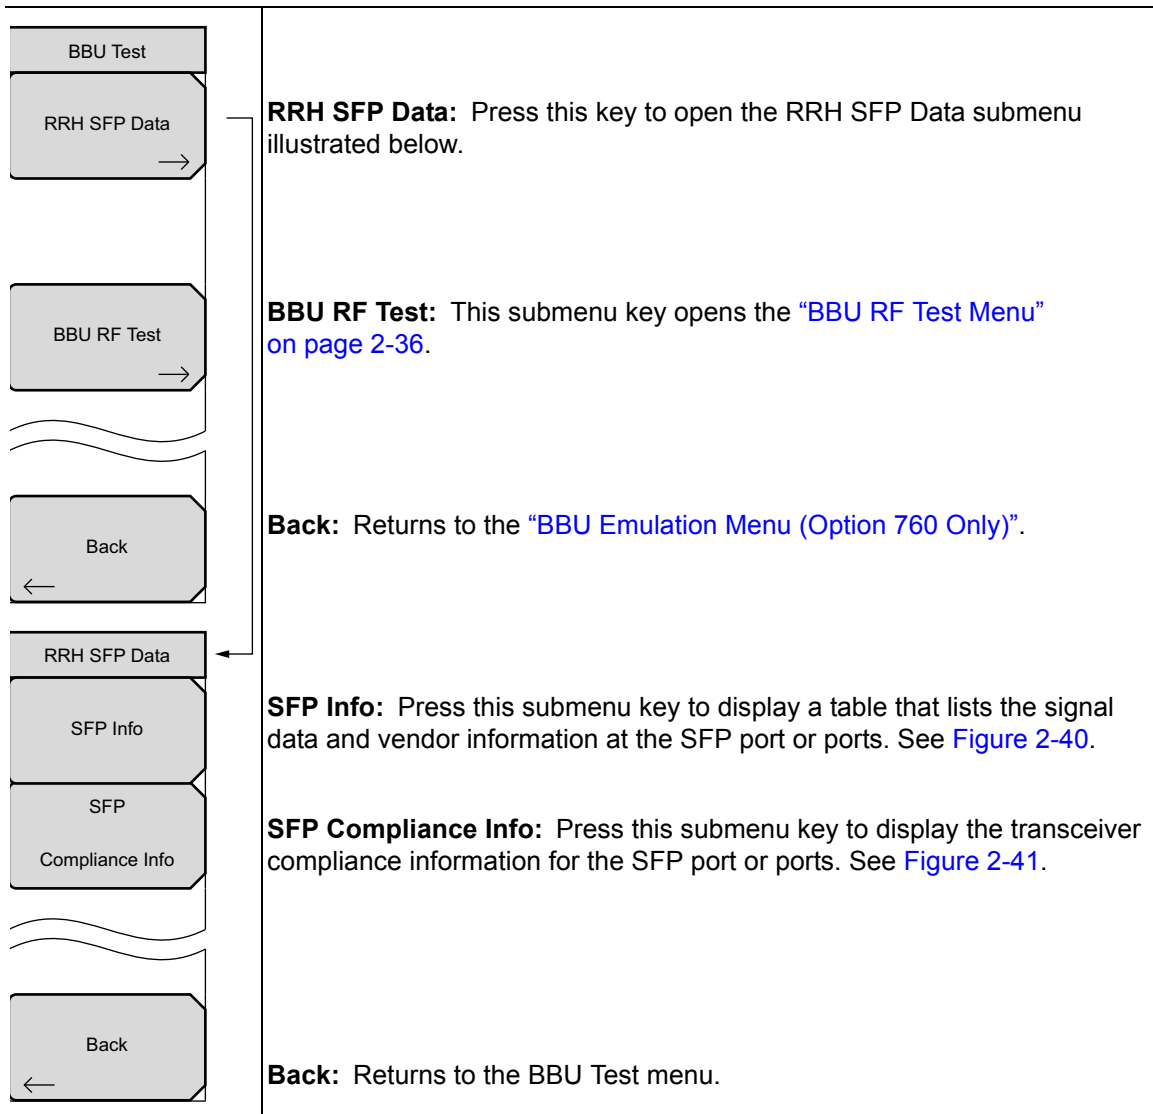 BBU Test
RRH SFP Data
RRH SFP Data: Press this key to open the RRH SFP Data submenu
illustrated below.
BBU RF Test
BBU RF Test: This submenu key opens the “BBU RF Test Menu”
on page 2-36.
Back
Back: Returns to the “BBU Emulation Menu (Option 760 Only)”.
RRH SFP Data
SFP Info
SFP Info: Press this submenu key to display a table that lists the signal
data and vendor information at the SFP port or ports. See Figure 2-40.
SFP
Compliance Info
SFP Compliance Info: Press this submenu key to display the transceiver
compliance information for the SFP port or ports. See Figure 2-41.
Back
Back: Returns to the BBU Test menu.